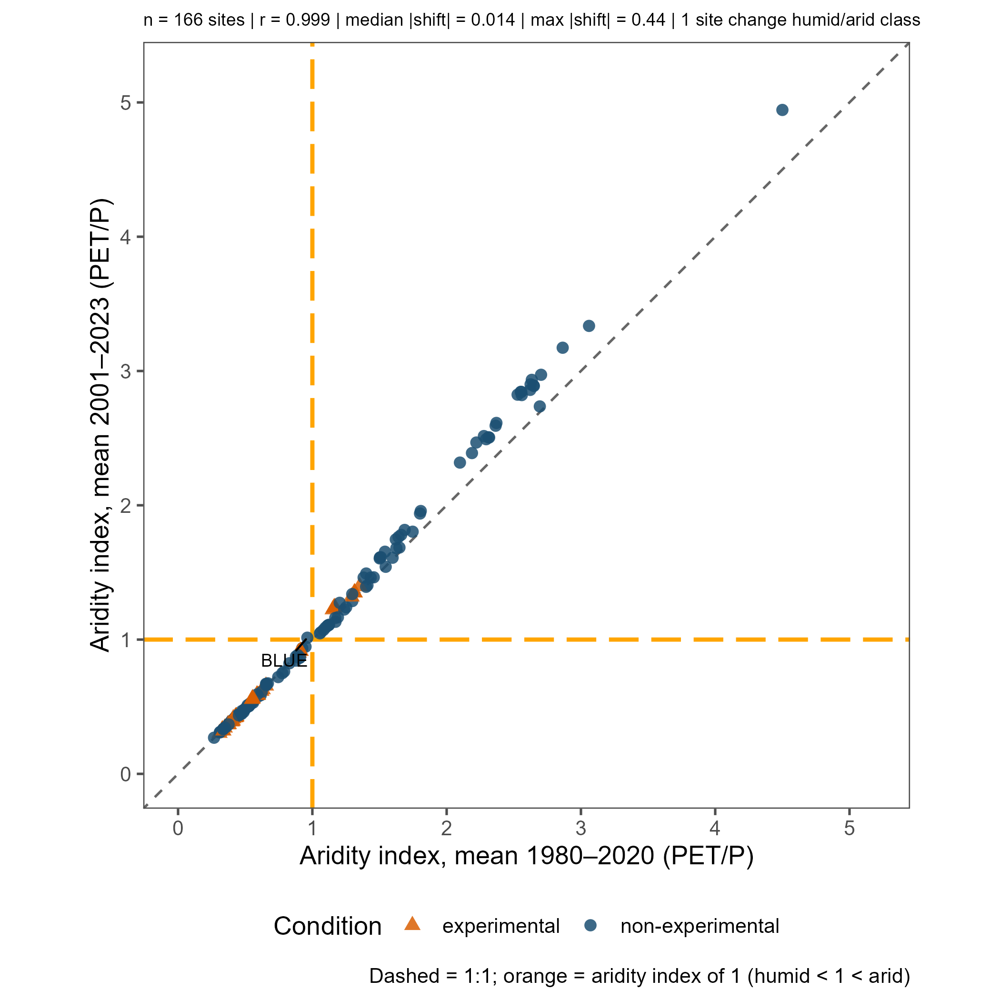 n = 166 sites | r = 0.999 | median |shift| = 0.014 | max |shift| = 0.44 | 1 site change humid/arid class
Aridity index, mean 2001–2023 (PET/P)
5
4
3
2
1
0
BLUE
0 1 2 3 4 5
Aridity index, mean 1980–2020 (PET/P)
Condition experimental non-experimental
Dashed = 1:1; orange = aridity index of 1 (humid < 1 < arid)